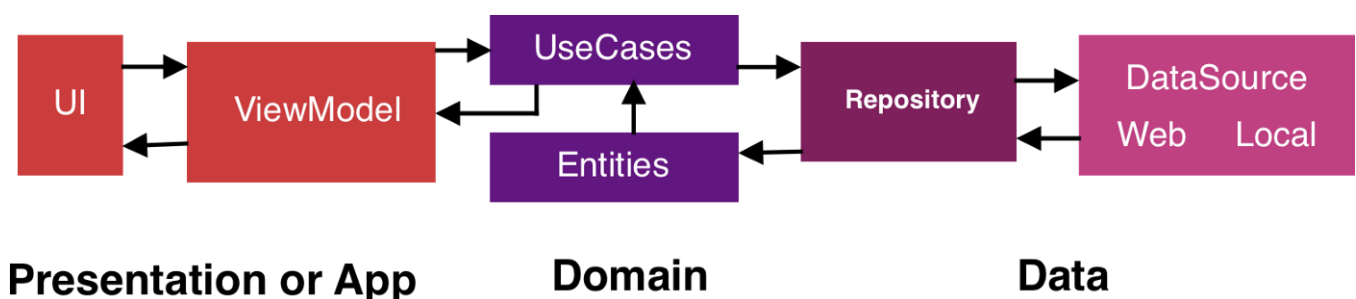 UI
ViewModel
UseCases
Entities
Repository
DataSource
Web Local
Presentation or App
Domain
Data